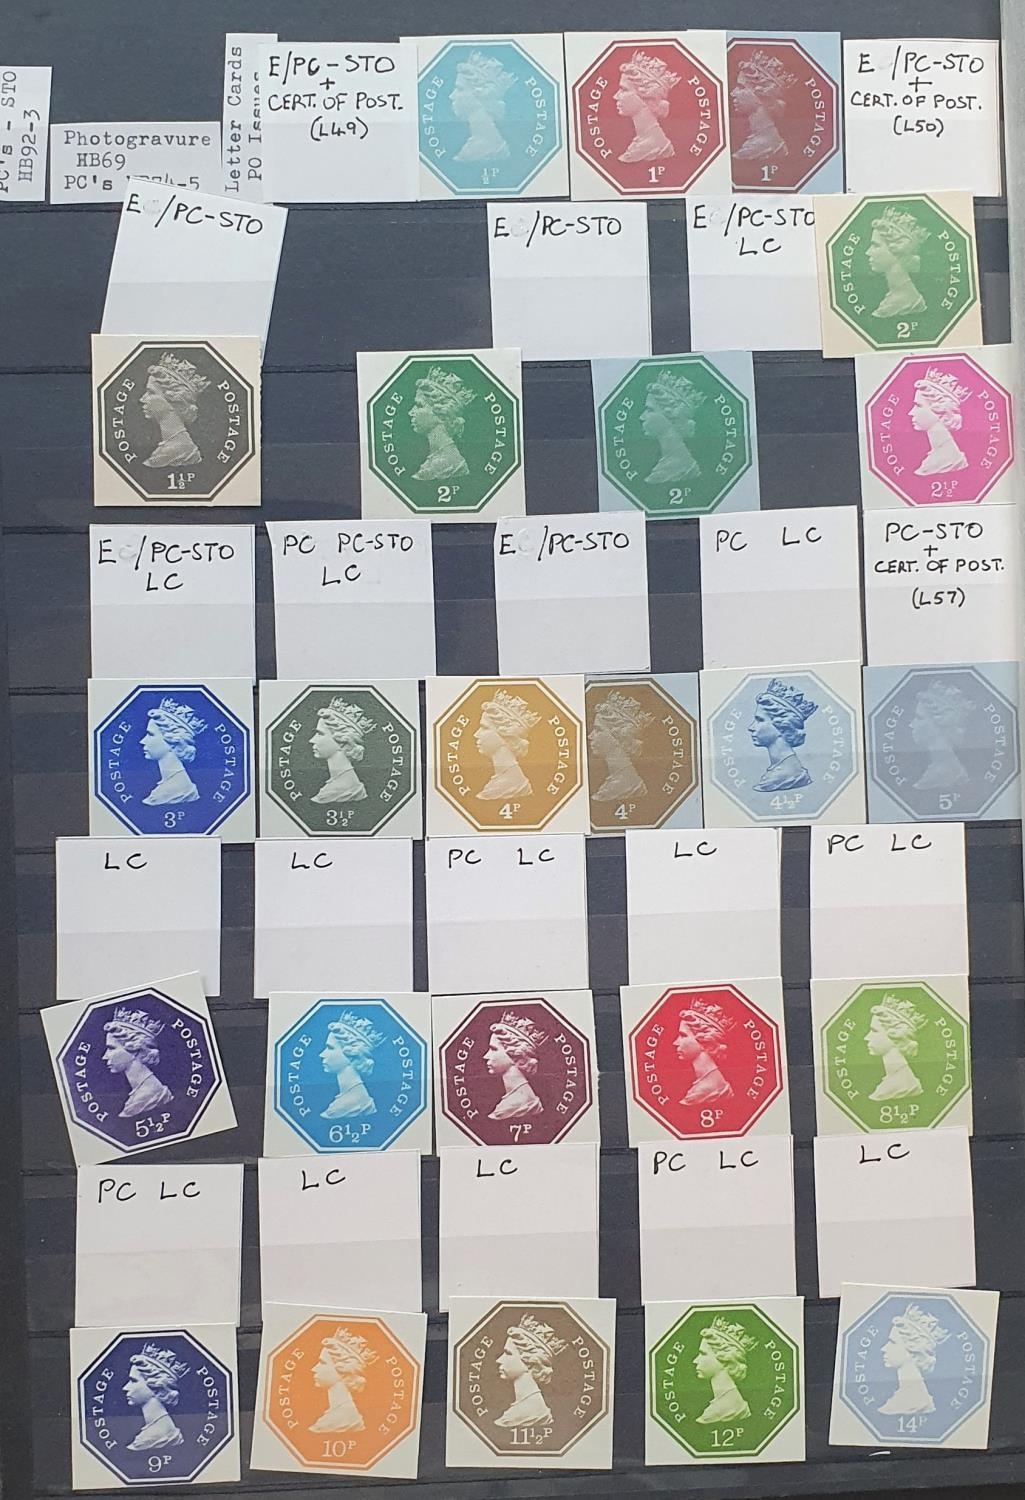 PC's - STO
HB92-3
Photogravure
HB69
PC's
Letter Cards
PO Issues
E/PC-STO
+
CERT. OF POST.
(L49)
POSTAGE POSTAGE
½P
POSTAGE POSTAGE
1P
POSTAGE
1P
E /PC-STO
+
CERT. OF POST.
(L50)
E /PC-STO
E /PC-STO
E /PC-STO
LC
POSTAGE POSTAGE
2P
POSTAGE POSTAGE
1½P
POSTAGE POSTAGE
2P
POSTAGE POSTAGE
2P
POSTAGE POSTAGE
2½P
E /PC-STO
LC
PC PC-STO
LC
E /PC-STO
PC LC
PC-STO
+
CERT. OF POST.
(L57)
POSTAGE POSTAGE
3P
POSTAGE POSTAGE
3½P
POSTAGE POSTAGE
4P
POSTAGE
4P
POSTAGE POSTAGE
4½P
POSTAGE POSTAGE
5P
LC
LC
PC LC
LC
PC LC
POSTAGE POSTAGE
5½P
POSTAGE POSTAGE
6½P
POSTAGE POSTAGE
7P
POSTAGE POSTAGE
8P
POSTAGE POSTAGE
8½P
PC LC
LC
LC
PC LC
LC
POSTAGE POSTAGE
9P
POSTAGE POSTAGE
10P
POSTAGE POSTAGE
11½P
POSTAGE POSTAGE
12P
POSTAGE POSTAGE
14P